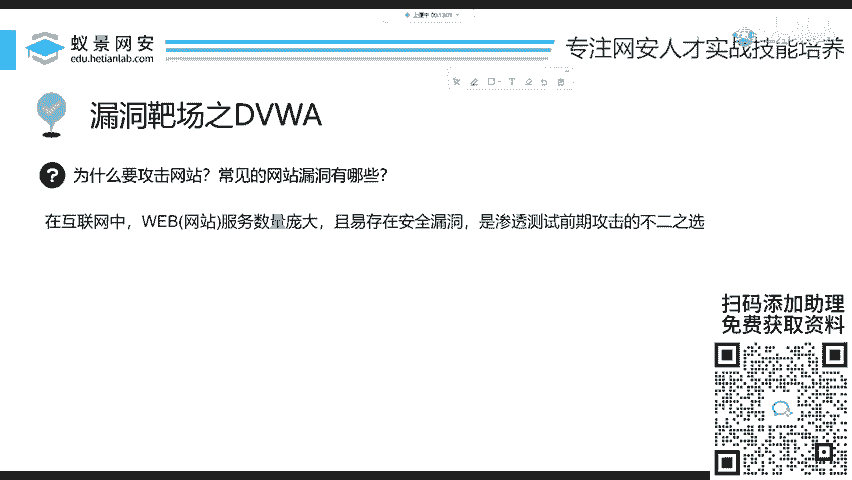 蚁景网安
edu.hetianlab.com
专注网安人才实战技能培养
漏洞靶场之DVWA
? 为什么要攻击网站？常见的网站漏洞有哪些？
在互联网中，WEB(网站)服务数量庞大，且易存在安全漏洞，是渗透测试前期攻击的不二之选
扫码添加助理
免费获取资料